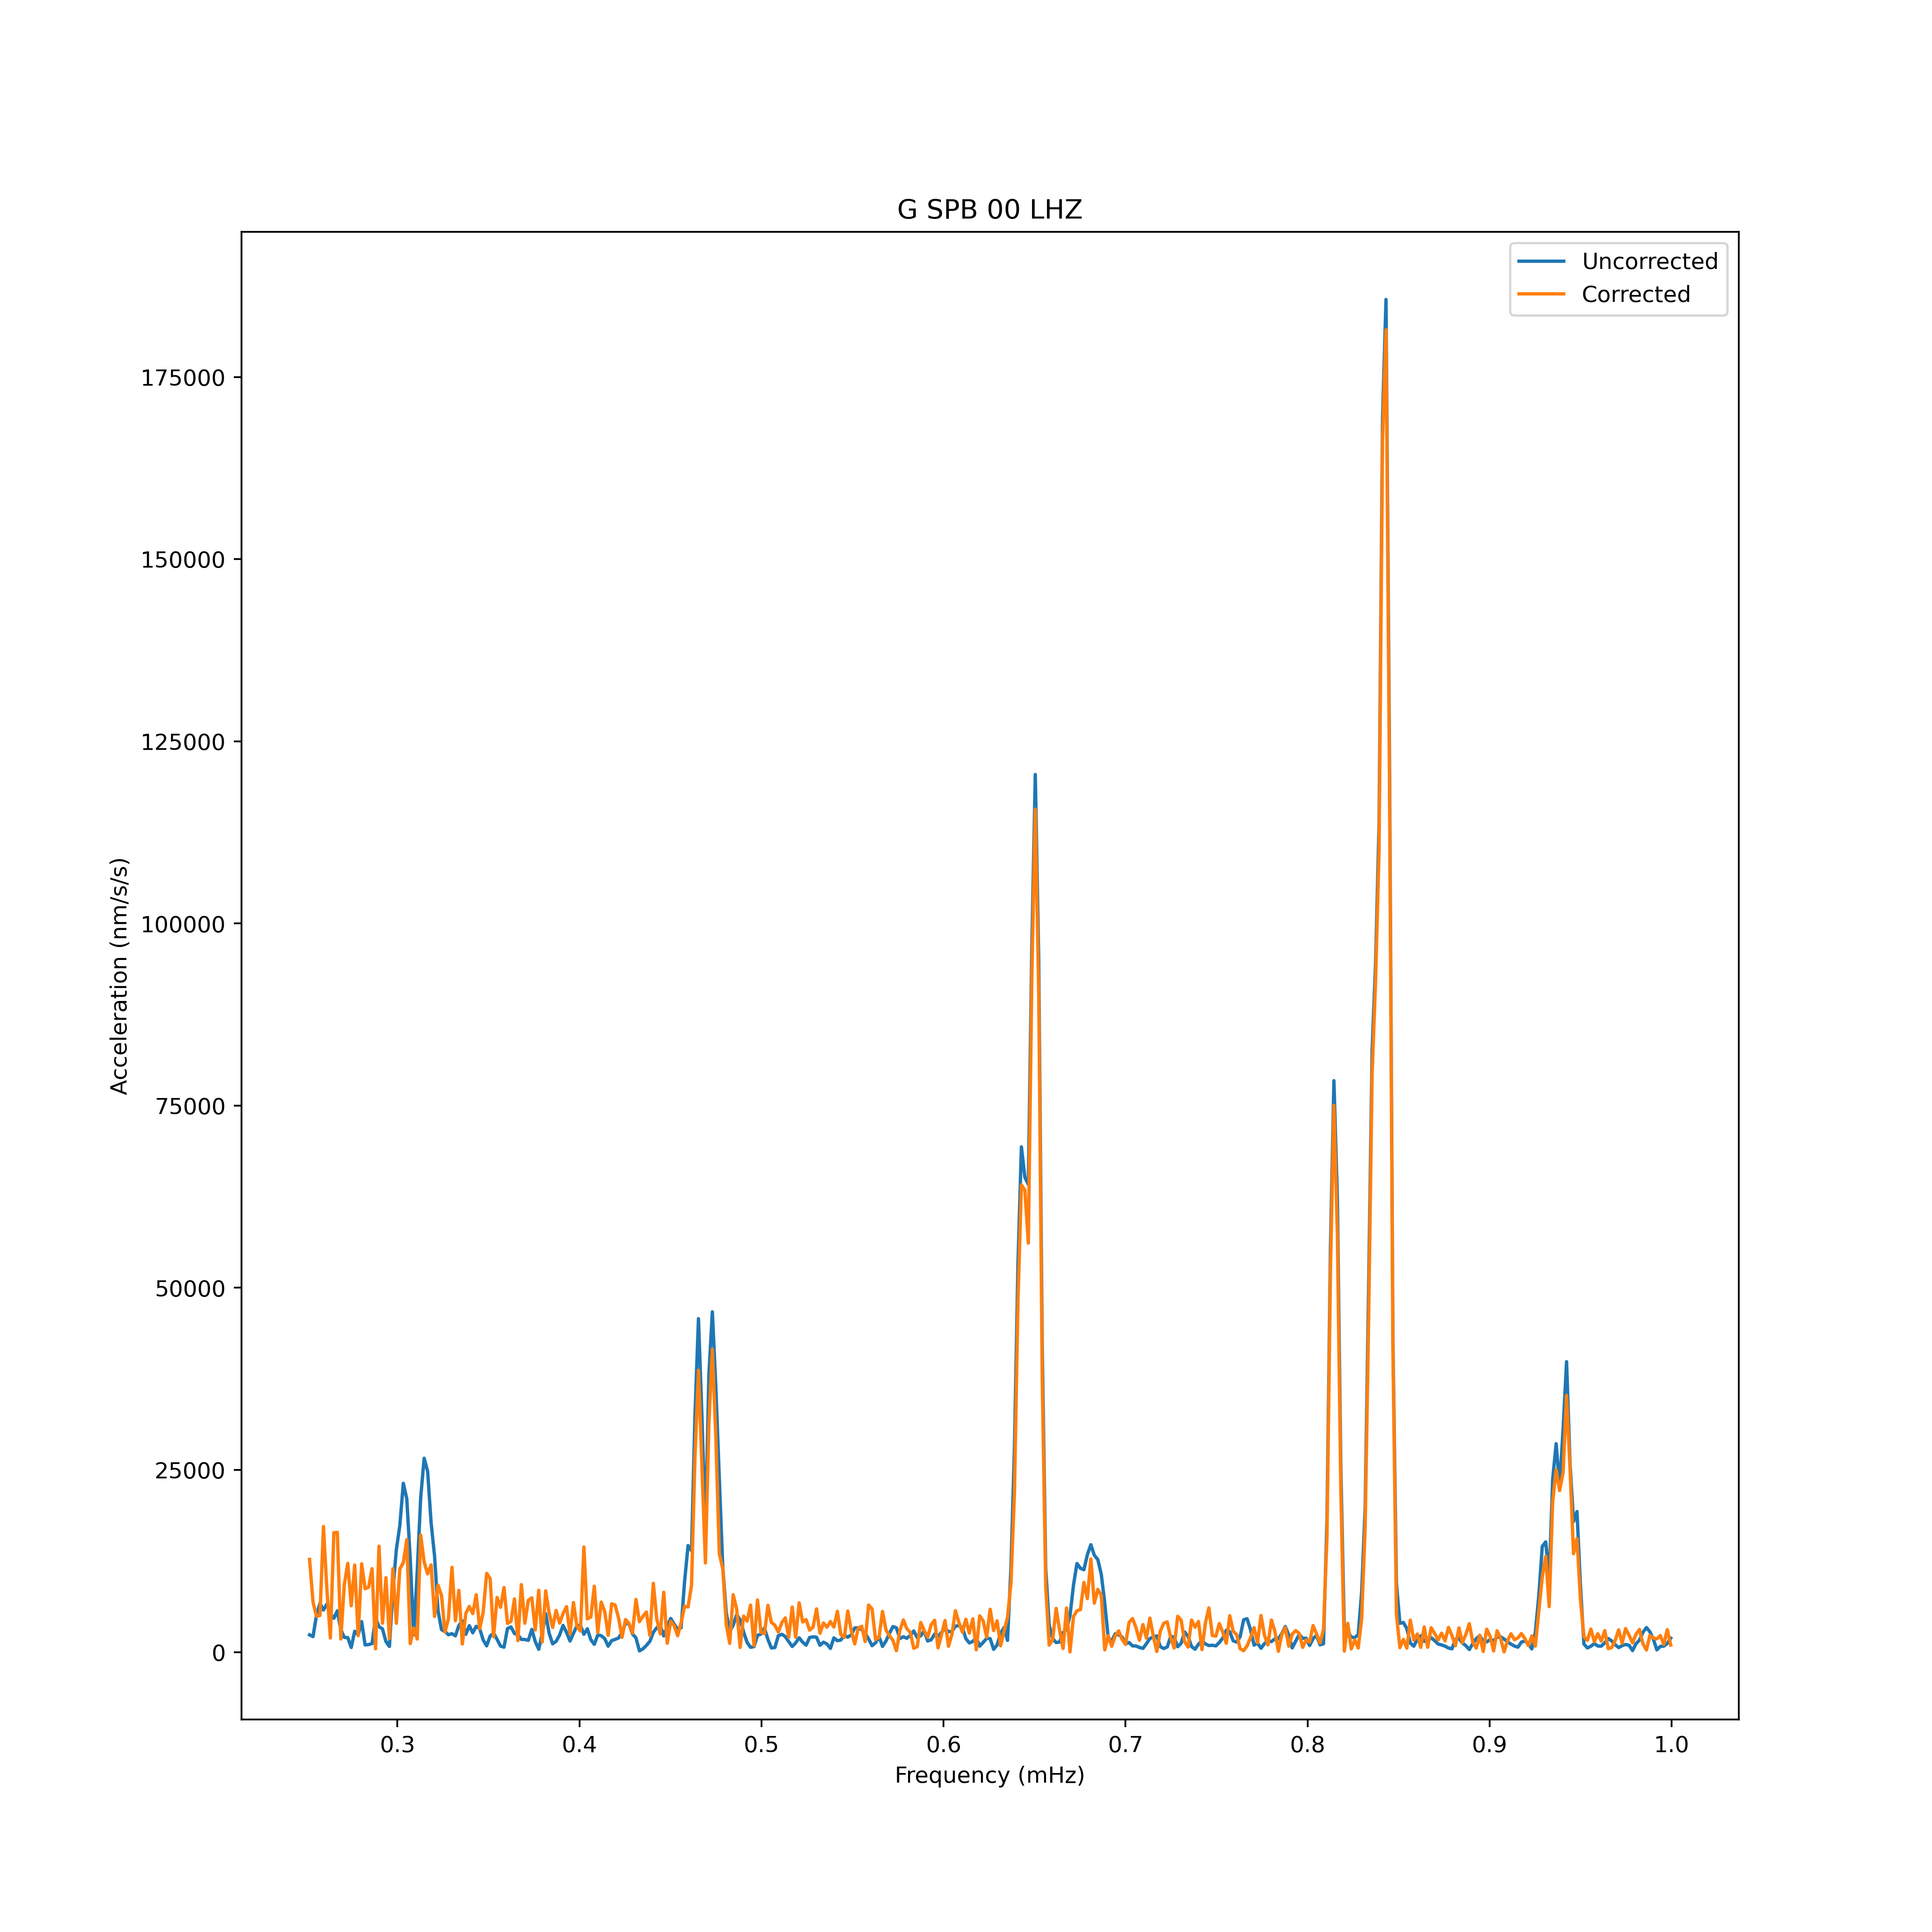 G SPB 00 LHZ
Uncorrected
Corrected
175000
150000
125000
100000
75000
50000
25000
0
Acceleration (nm/s/s)
0.3 0.4 0.5 0.6 0.7 0.8 0.9 1.0
Frequency (mHz)